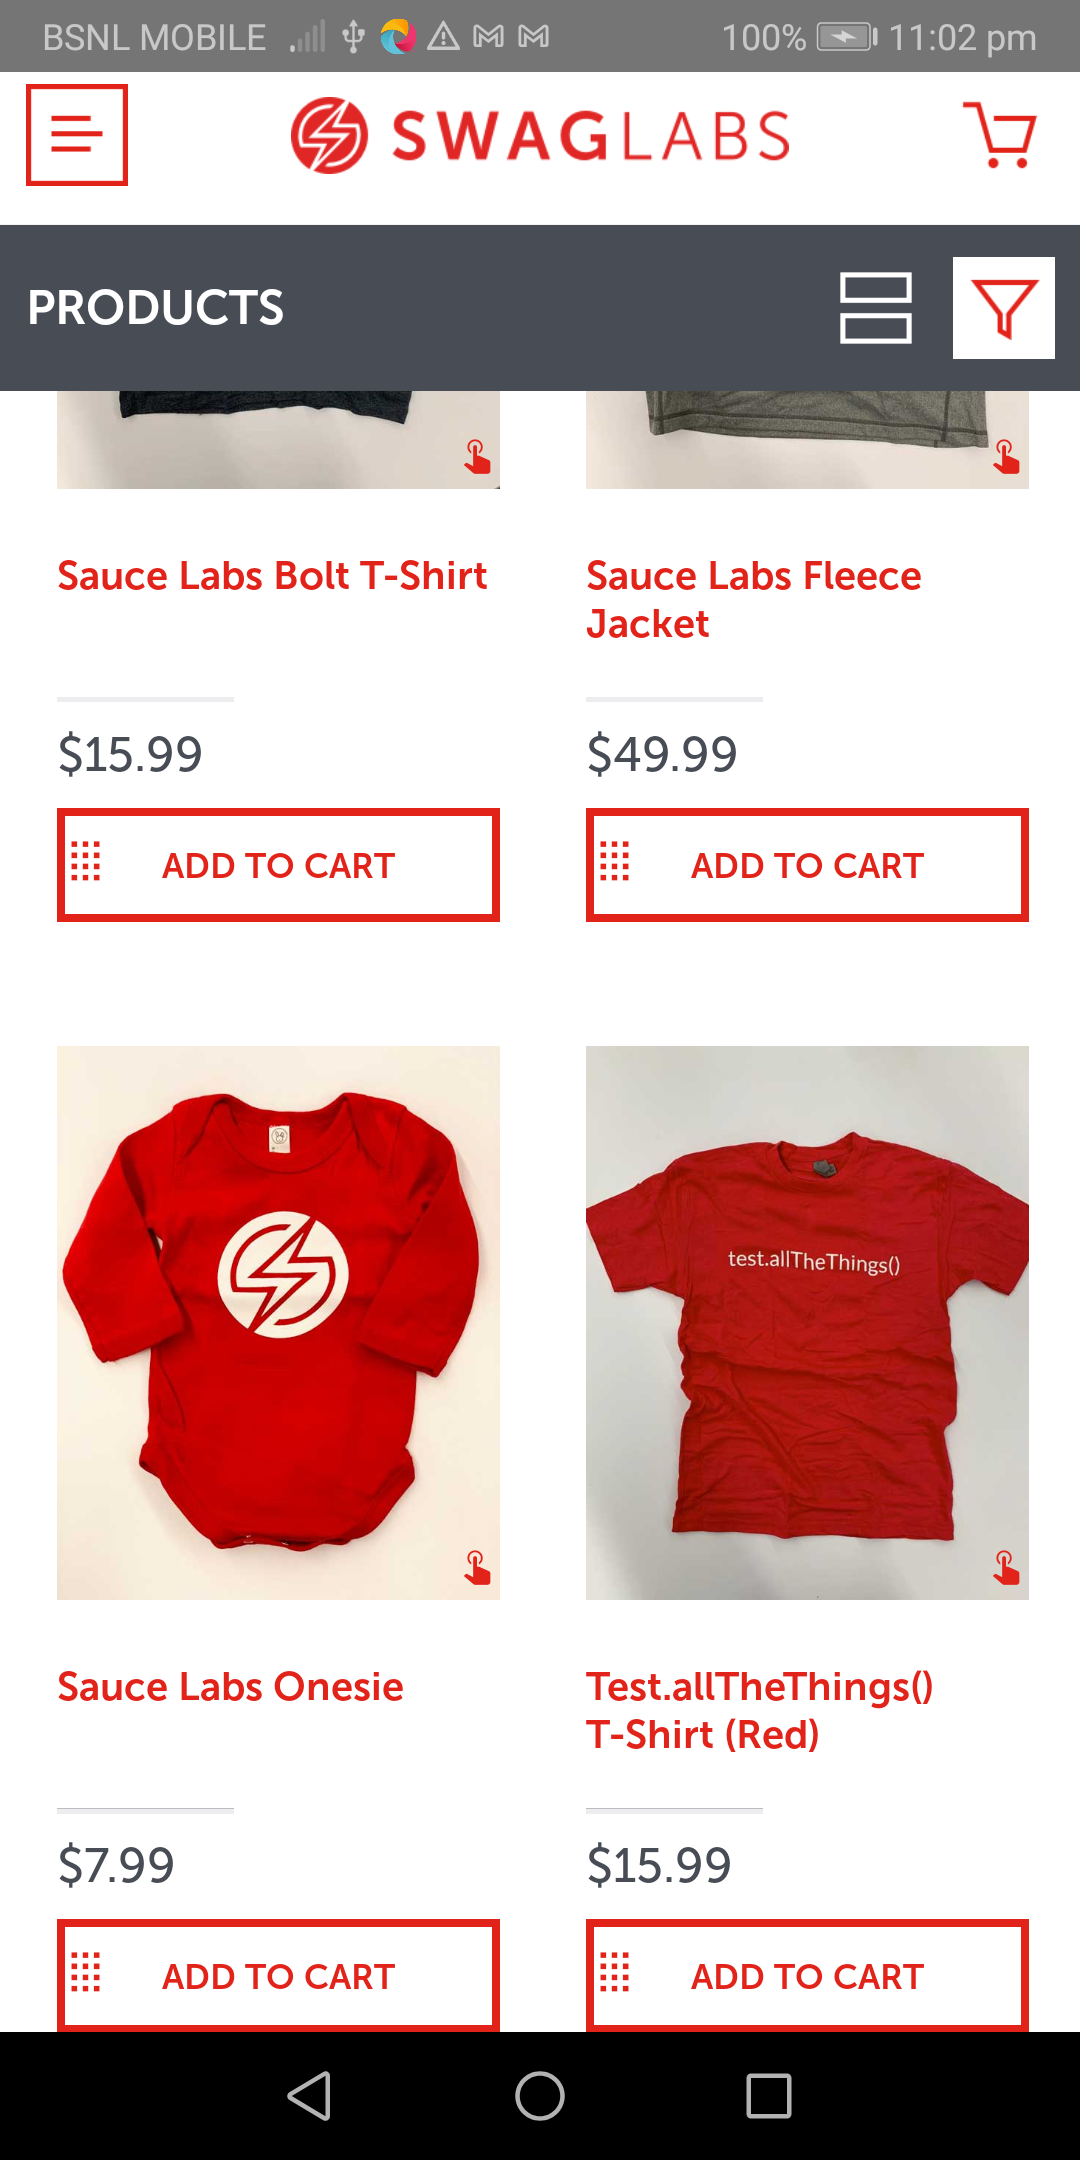 BSNL MOBILE 100% 11:02 pm
SWAGLABS
PRODUCTS
Sauce Labs Bolt T-Shirt
$15.99
ADD TO CART
Sauce Labs Fleece
Jacket
$49.99
ADD TO CART
Sauce Labs Onesie
$7.99
ADD TO CART
test.allTheThings()
Test.allTheThings()
T-Shirt (Red)
$15.99
ADD TO CART